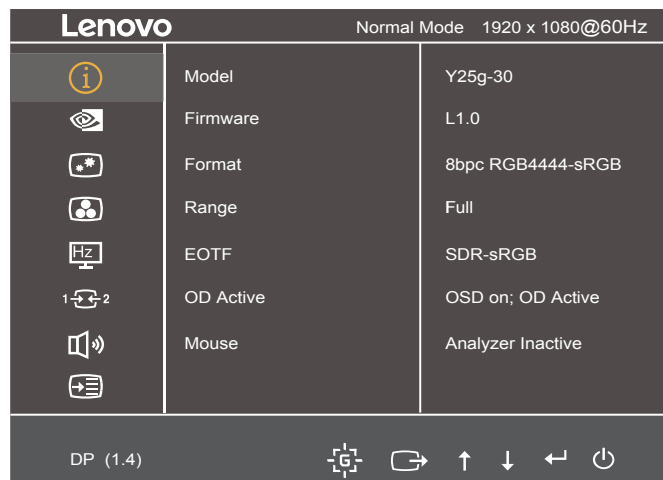 Lenovo Normal Mode 1920 x 1080@60Hz
i Model Y25g-30
Firmware L1.0
Format 8bpc RGB4444-sRGB
Range Full
Hz EOTF SDR-sRGB
1 2 OD Active OSD on; OD Active
Mouse Analyzer Inactive
DP (1.4) G